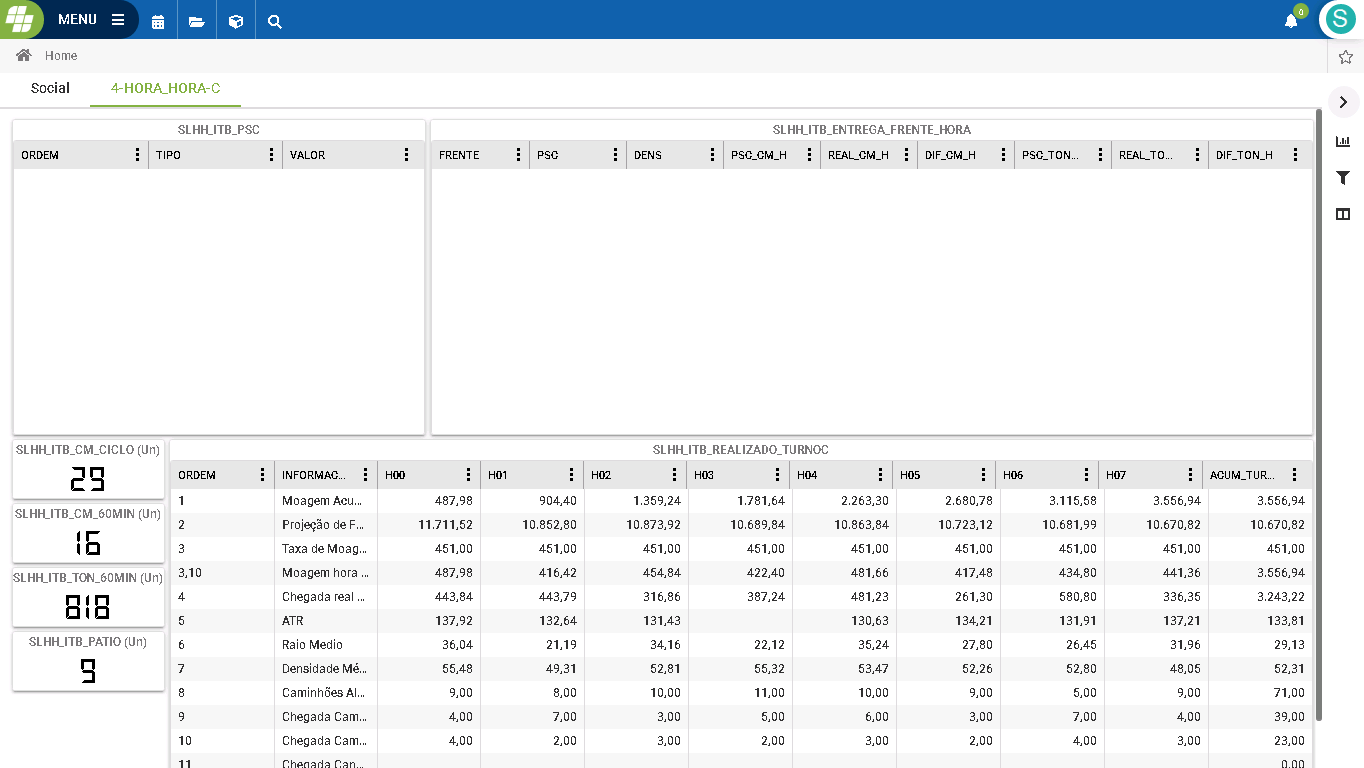 MENU
0
S
Home
Social 4-HORA_HORA-C
SLHH_ITB_PSC
ORDEM TIPO VALOR
SLHH_ITB_ENTREGA_FRENTE_HORA
FRENTE PSC DENS PSC_CM_H REAL_CM_H DIF_CM_H PSC_TON... REAL_TO... DIF_TON_H
SLHH_ITB_CM_CICLO (Un)
29
SLHH_ITB_CM_60MIN (Un)
16
SLHH_ITB_TON_60MIN (Un)
818
SLHH_ITB_PATIO (Un)
9
SLHH_ITB_REALIZADO_TURNOC
ORDEM INFORMAC... H00 H01 H02 H03 H04 H05 H06 H07 ACUM_TUR...
1 Moagem Acu... 487,98 904,40 1.359,24 1.781,64 2.263,30 2.680,78 3.115,58 3.556,94 3.556,94
2 Projeção de F... 11.711,52 10.852,80 10.873,92 10.689,84 10.863,84 10.723,12 10.681,99 10.670,82 10.670,82
3 Taxa de Moag... 451,00 451,00 451,00 451,00 451,00 451,00 451,00 451,00 451,00
3,10 Moagem hora ... 487,98 416,42 454,84 422,40 481,66 417,48 434,80 441,36 3.556,94
4 Chegada real ... 443,84 443,79 316,86 387,24 481,23 261,30 580,80 336,35 3.243,22
5 ATR 137,92 132,64 131,43 130,63 134,21 131,91 137,21 133,81
6 Raio Medio 36,04 21,19 34,16 22,12 35,24 27,80 26,45 31,96 29,13
7 Densidade Mé... 55,48 49,31 52,81 55,32 53,47 52,26 52,80 48,05 52,31
8 Caminhões Al... 9,00 8,00 10,00 11,00 10,00 9,00 5,00 9,00 71,00
9 Chegada Cam... 4,00 7,00 3,00 5,00 6,00 3,00 7,00 4,00 39,00
10 Chegada Cam... 4,00 2,00 3,00 2,00 3,00 2,00 4,00 3,00 23,00
11 Chegada Can... 0,00